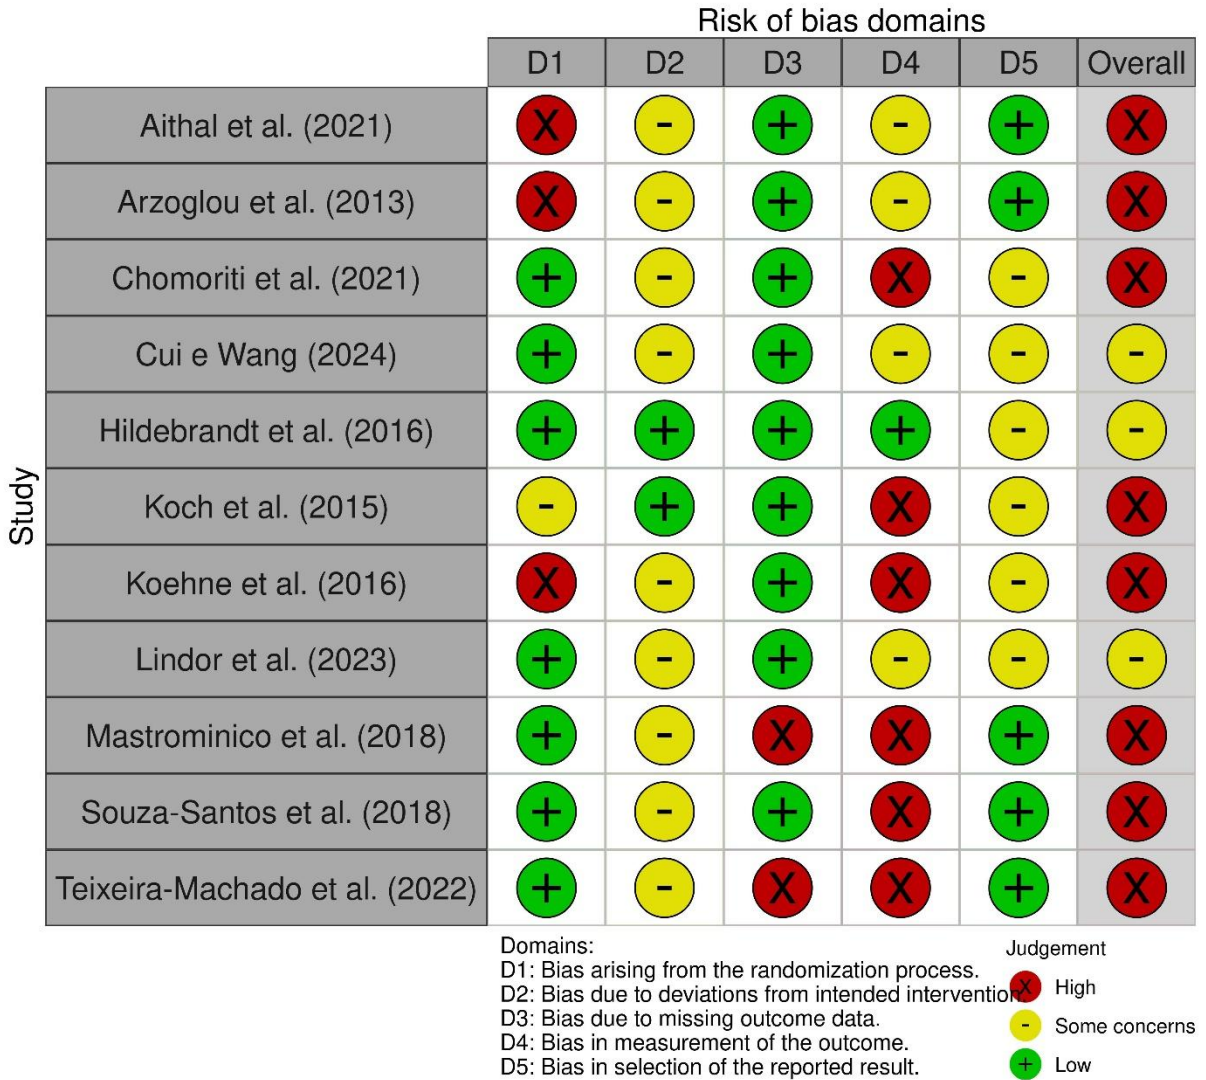 Risk of bias domains
D1 D2 D3 D4 D5 Overall
Study
Aithal et al. (2021) X - + - + X
Arzoglou et al. (2013) X - + - + X
Chomoriti et al. (2021) + - + X - X
Cui e Wang (2024) + - + - - -
Hildebrandt et al. (2016) + + + + - -
Koch et al. (2015) - + + X - X
Koehne et al. (2016) X - + X - X
Lindor et al. (2023) + - + - - -
Mastrominico et al. (2018) + - X X + X
Souza-Santos et al. (2018) + - + X + X
Teixeira-Machado et al. (2022) + - X X + X
Domains:
D1: Bias arising from the randomization process.
D2: Bias due to deviations from intended intervention.
D3: Bias due to missing outcome data.
D4: Bias in measurement of the outcome.
D5: Bias in selection of the reported result.
Judgement
X High
- Some concerns
+ Low